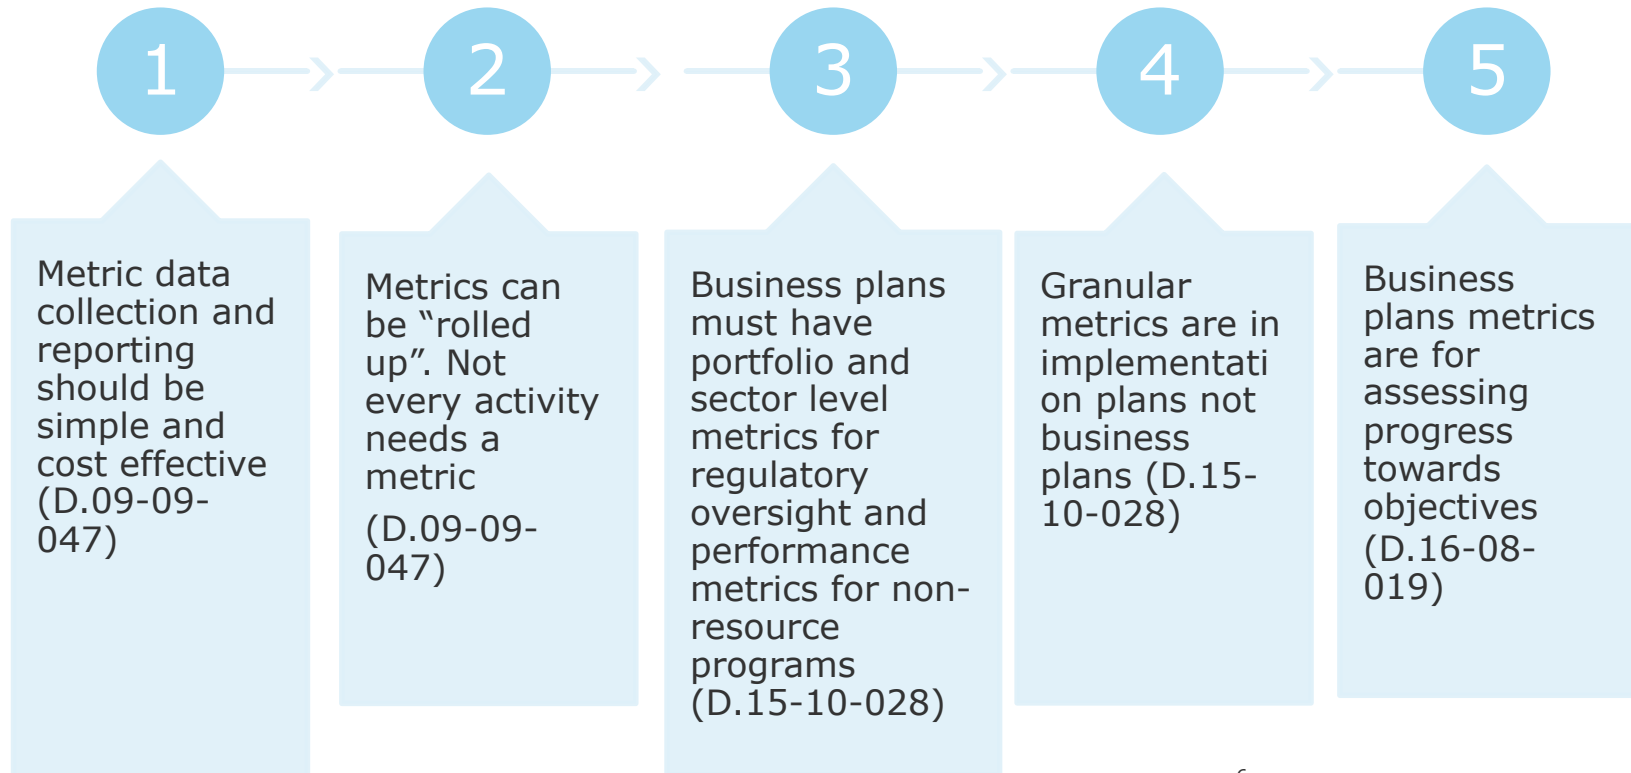 1
2
3
4
5
Metric data
collection and
reporting
should be
simple and
cost effective
(D.09-09-
047)
Metrics can
be “rolled
up”. Not
every activity
needs a
metric
(D.09-09-
047)
Business plans
must have
portfolio and
sector level
metrics for
regulatory
oversight and
performance
metrics for non-
resource
programs
(D.15-10-028)
Granular
metrics are in
implementati
on plans not
business
plans (D.15-
10-028)
Business
plans metrics
are for
assessing
progress
towards
objectives
(D.16-08-
019)